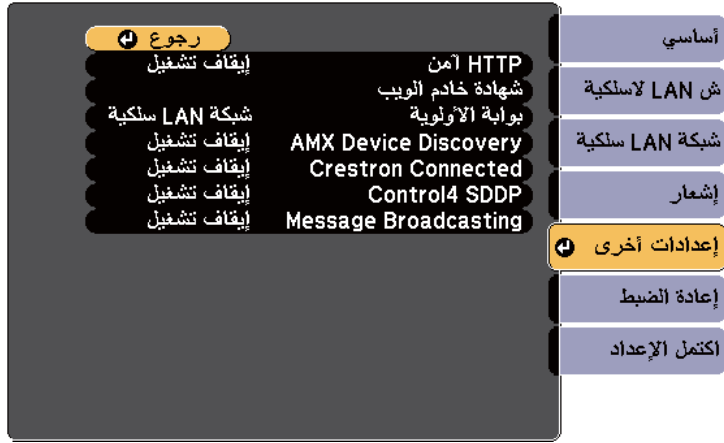 رجوع
HTTP آمن إيقاف تشغيل
شهادة خادم الويب
بوابة الأولوية شبكة LAN سلكية
AMX Device Discovery إيقاف تشغيل
Crestron Connected إيقاف تشغيل
Control4 SDDP إيقاف تشغيل
Message Broadcasting إيقاف تشغيل
أساسي
ش LAN لاسلكية
شبكة LAN سلكية
إشعار
إعدادات أخرى
إعادة الضبط
اكتمل الإعداد